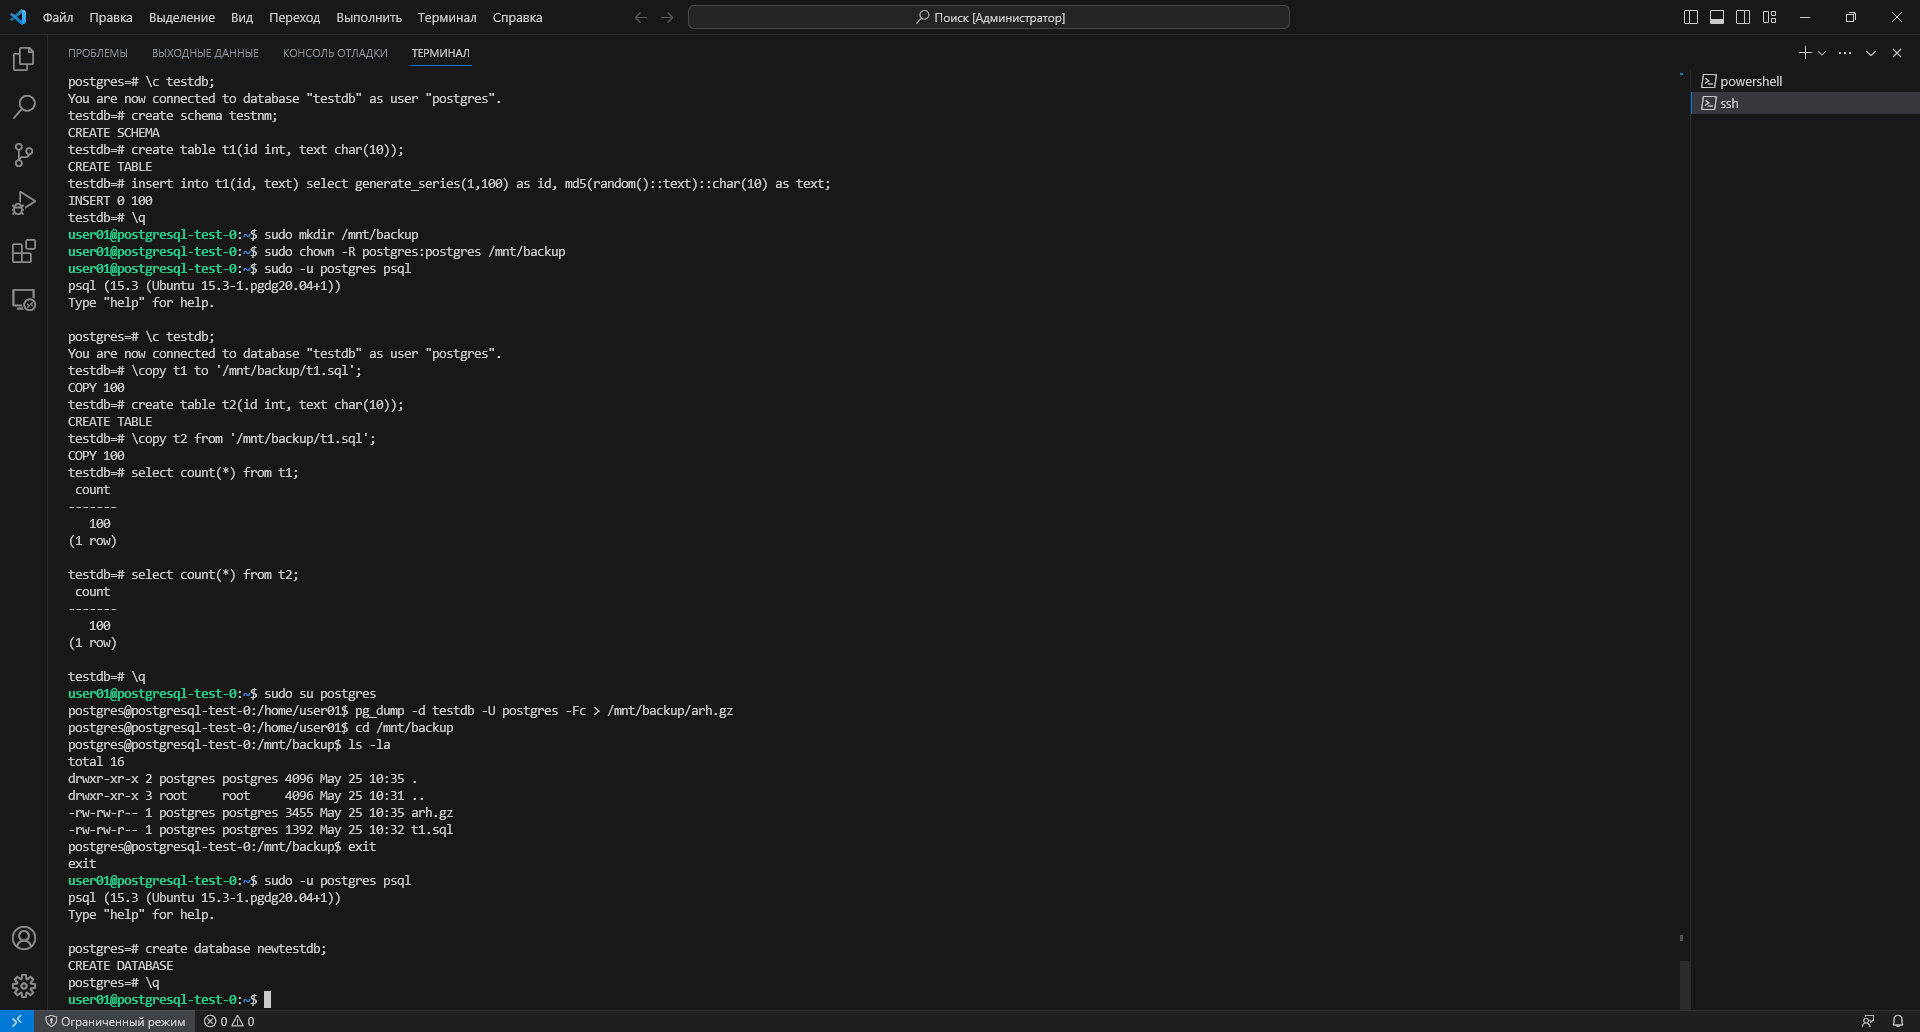 Файл Правка Выделение Вид Переход Выполнить Терминал Справка
Поиск [Администратор]
ПРОБЛЕМЫ ВЫХОДНЫЕ ДАННЫЕ КОНСОЛЬ ОТЛАДКИ ТЕРМИНАЛ
postgres=# \c testdb;
You are now connected to database "testdb" as user "postgres".
testdb=# create schema testnm;
CREATE SCHEMA
testdb=# create table t1(id int, text char(10));
CREATE TABLE
testdb=# insert into t1(id, text) select generate_series(1,100) as id, md5(random()::text)::char(10) as text;
INSERT 0 100
testdb=# \q
user01@postgresql-test-0:~$ sudo mkdir /mnt/backup
user01@postgresql-test-0:~$ sudo chown -R postgres:postgres /mnt/backup
user01@postgresql-test-0:~$ sudo -u postgres psql
psql (15.3 (Ubuntu 15.3-1.pgdg20.04+1))
Type "help" for help.
postgres=# \c testdb;
You are now connected to database "testdb" as user "postgres".
testdb=# \copy t1 to '/mnt/backup/t1.sql';
COPY 100
testdb=# create table t2(id int, text char(10));
CREATE TABLE
testdb=# \copy t2 from '/mnt/backup/t1.sql';
COPY 100
testdb=# select count(*) from t1;
count
-------
100
(1 row)
testdb=# select count(*) from t2;
count
-------
100
(1 row)
testdb=# \q
user01@postgresql-test-0:~$ sudo su postgres
postgres@postgresql-test-0:/home/user01$ pg_dump -d testdb -U postgres -Fc > /mnt/backup/arh.gz
postgres@postgresql-test-0:/home/user01$ cd /mnt/backup
postgres@postgresql-test-0:/mnt/backup$ ls -la
total 16
drwxr-xr-x 2 postgres postgres 4096 May 25 10:35 .
drwxr-xr-x 3 root     root     4096 May 25 10:31 ..
-rw-rw-r-- 1 postgres postgres 3455 May 25 10:35 arh.gz
-rw-rw-r-- 1 postgres postgres 1392 May 25 10:32 t1.sql
postgres@postgresql-test-0:/mnt/backup$ exit
exit
user01@postgresql-test-0:~$ sudo -u postgres psql
psql (15.3 (Ubuntu 15.3-1.pgdg20.04+1))
Type "help" for help.
postgres=# create database newtestdb;
CREATE DATABASE
postgres=# \q
user01@postgresql-test-0:~$
powershell
ssh
Ограниченный режим 0 0